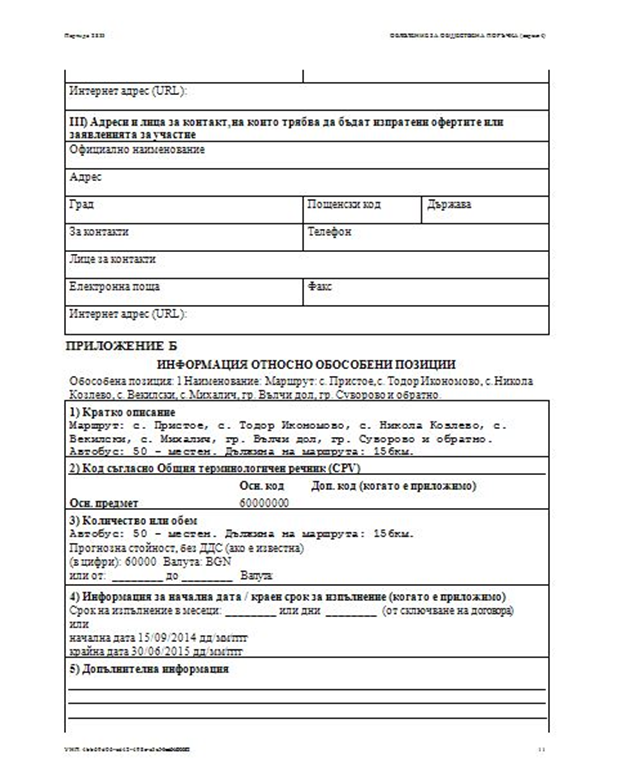 ОБЯВЛЕНИЕ ЗА ОБЩЕСТВЕНА ПОРЪЧКА
Интернет адрес (URL):
III) Адреси и лица за контакт, на които трябва да бъдат изпратени офертите или
заявленията за участие
Официално наименование
Адрес
Град Пощенски код Държава
За контакти Телефон
Лице за контакти
Електронна поща Факс
Интернет адрес (URL):
ПРИЛОЖЕНИЕ Б
ИНФОРМАЦИЯ ОТНОСНО ОБОСОБЕНИ ПОЗИЦИИ
Обособена позиция: 1 Наименование: Маршрут: с. Пристое, с. Тодор Икономово, с. Никола
Козлево, с. Векилски, с. Михалич, гр. Вълчи дол, гр. Суворово и обратно.
1) Кратко описание
Маршрут: с. Пристое, с. Тодор Икономово, с. Никола Козлево, с.
Векилски, с. Михалич, гр. Вълчи дол, гр. Суворово и обратно.
Автобус: 50 - местен. Дължина на маршрута: 156км.
2) Код съгласно Общия терминологичен речник (CPV)
Осн. код Доп. код (когато е приложимо)
Осн. предмет 60000000
3) Количество или обем
Автобус: 50 - местен. Дължина на маршрута: 156км.
Прогнозна стойност, без ДДС (ако е известна)
(в цифри): 60000 Валута: BGN
или от: ________ до ________ Валута:
4) Информация за начална дата / краен срок за изпълнение (когато е приложимо)
Срок на изпълнение в месеци: ________ или дни ________ (от сключване на договора)
или
начална дата 15/09/2014 дд/мм/гггг
крайна дата 30/06/2015 дд/мм/гггг
5) Допълнителна информация